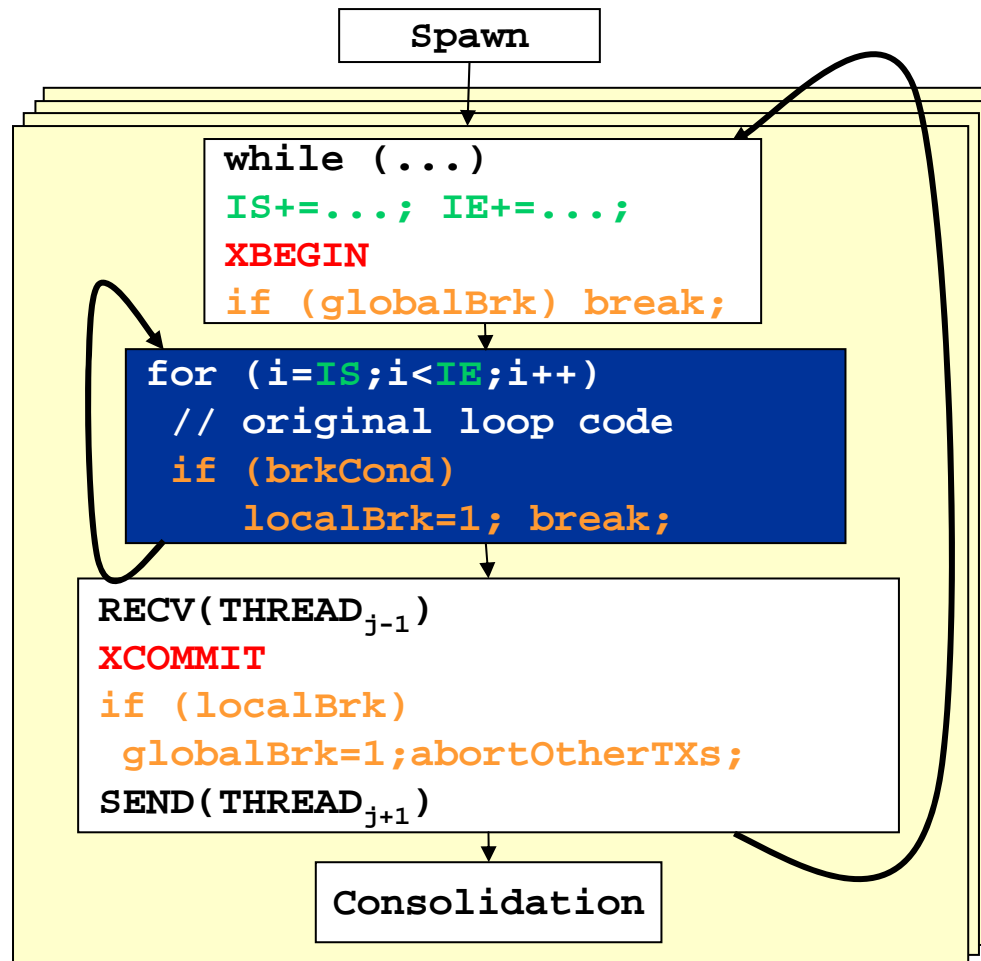 Spawn
while (...)
IS+=...; IE+=...;
XBEGIN
if (globalBrk) break;
for (i=IS;i<IE;i++)
// original loop code
if (brkCond)
localBrk=1; break;
RECV(THREADj-1)
XCOMMIT
if (localBrk)
globalBrk=1;abortOtherTXs;
SEND(THREADj+1)
Consolidation